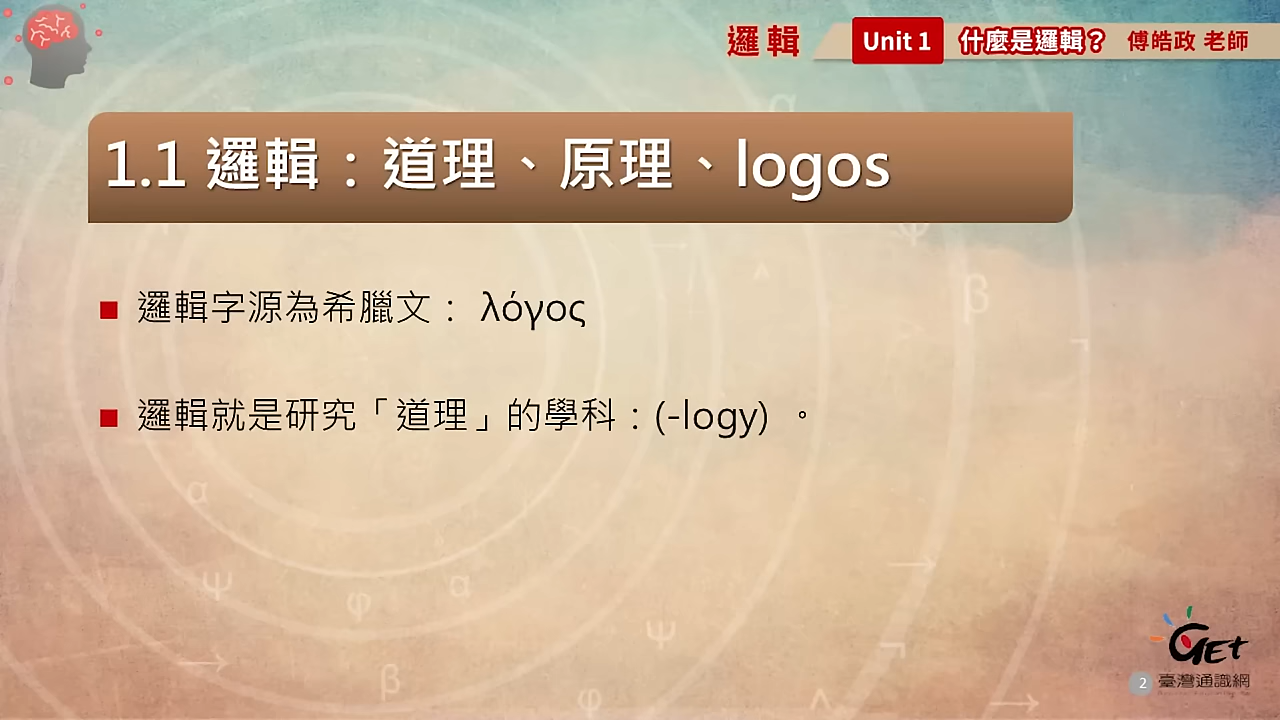 邏輯 Unit 1 什麼是邏輯? 傅皓政 老師
1.1 邏輯：道理、原理、logos
邏輯字源為希臘文： λόγος
邏輯就是研究「道理」的學科：(-logy) 。
GET
2 臺灣通識網